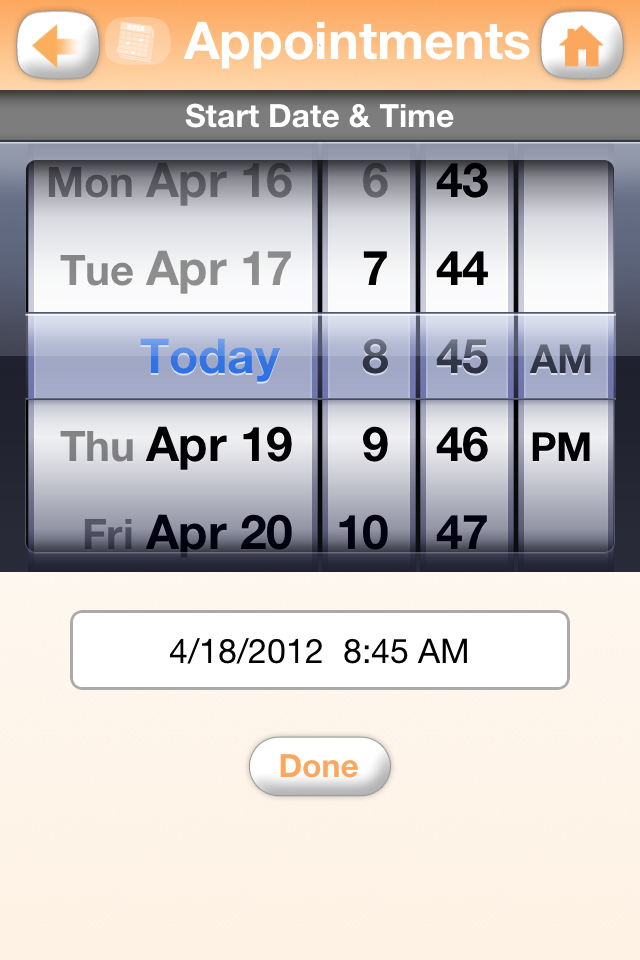 Appointments
Start Date & Time
Mon Apr 16 6 43
Tue Apr 17 7 44
Today 8 45 AM
Thu Apr 19 9 46 PM
Fri Apr 20 10 47
4/18/2012 8:45 AM
Done